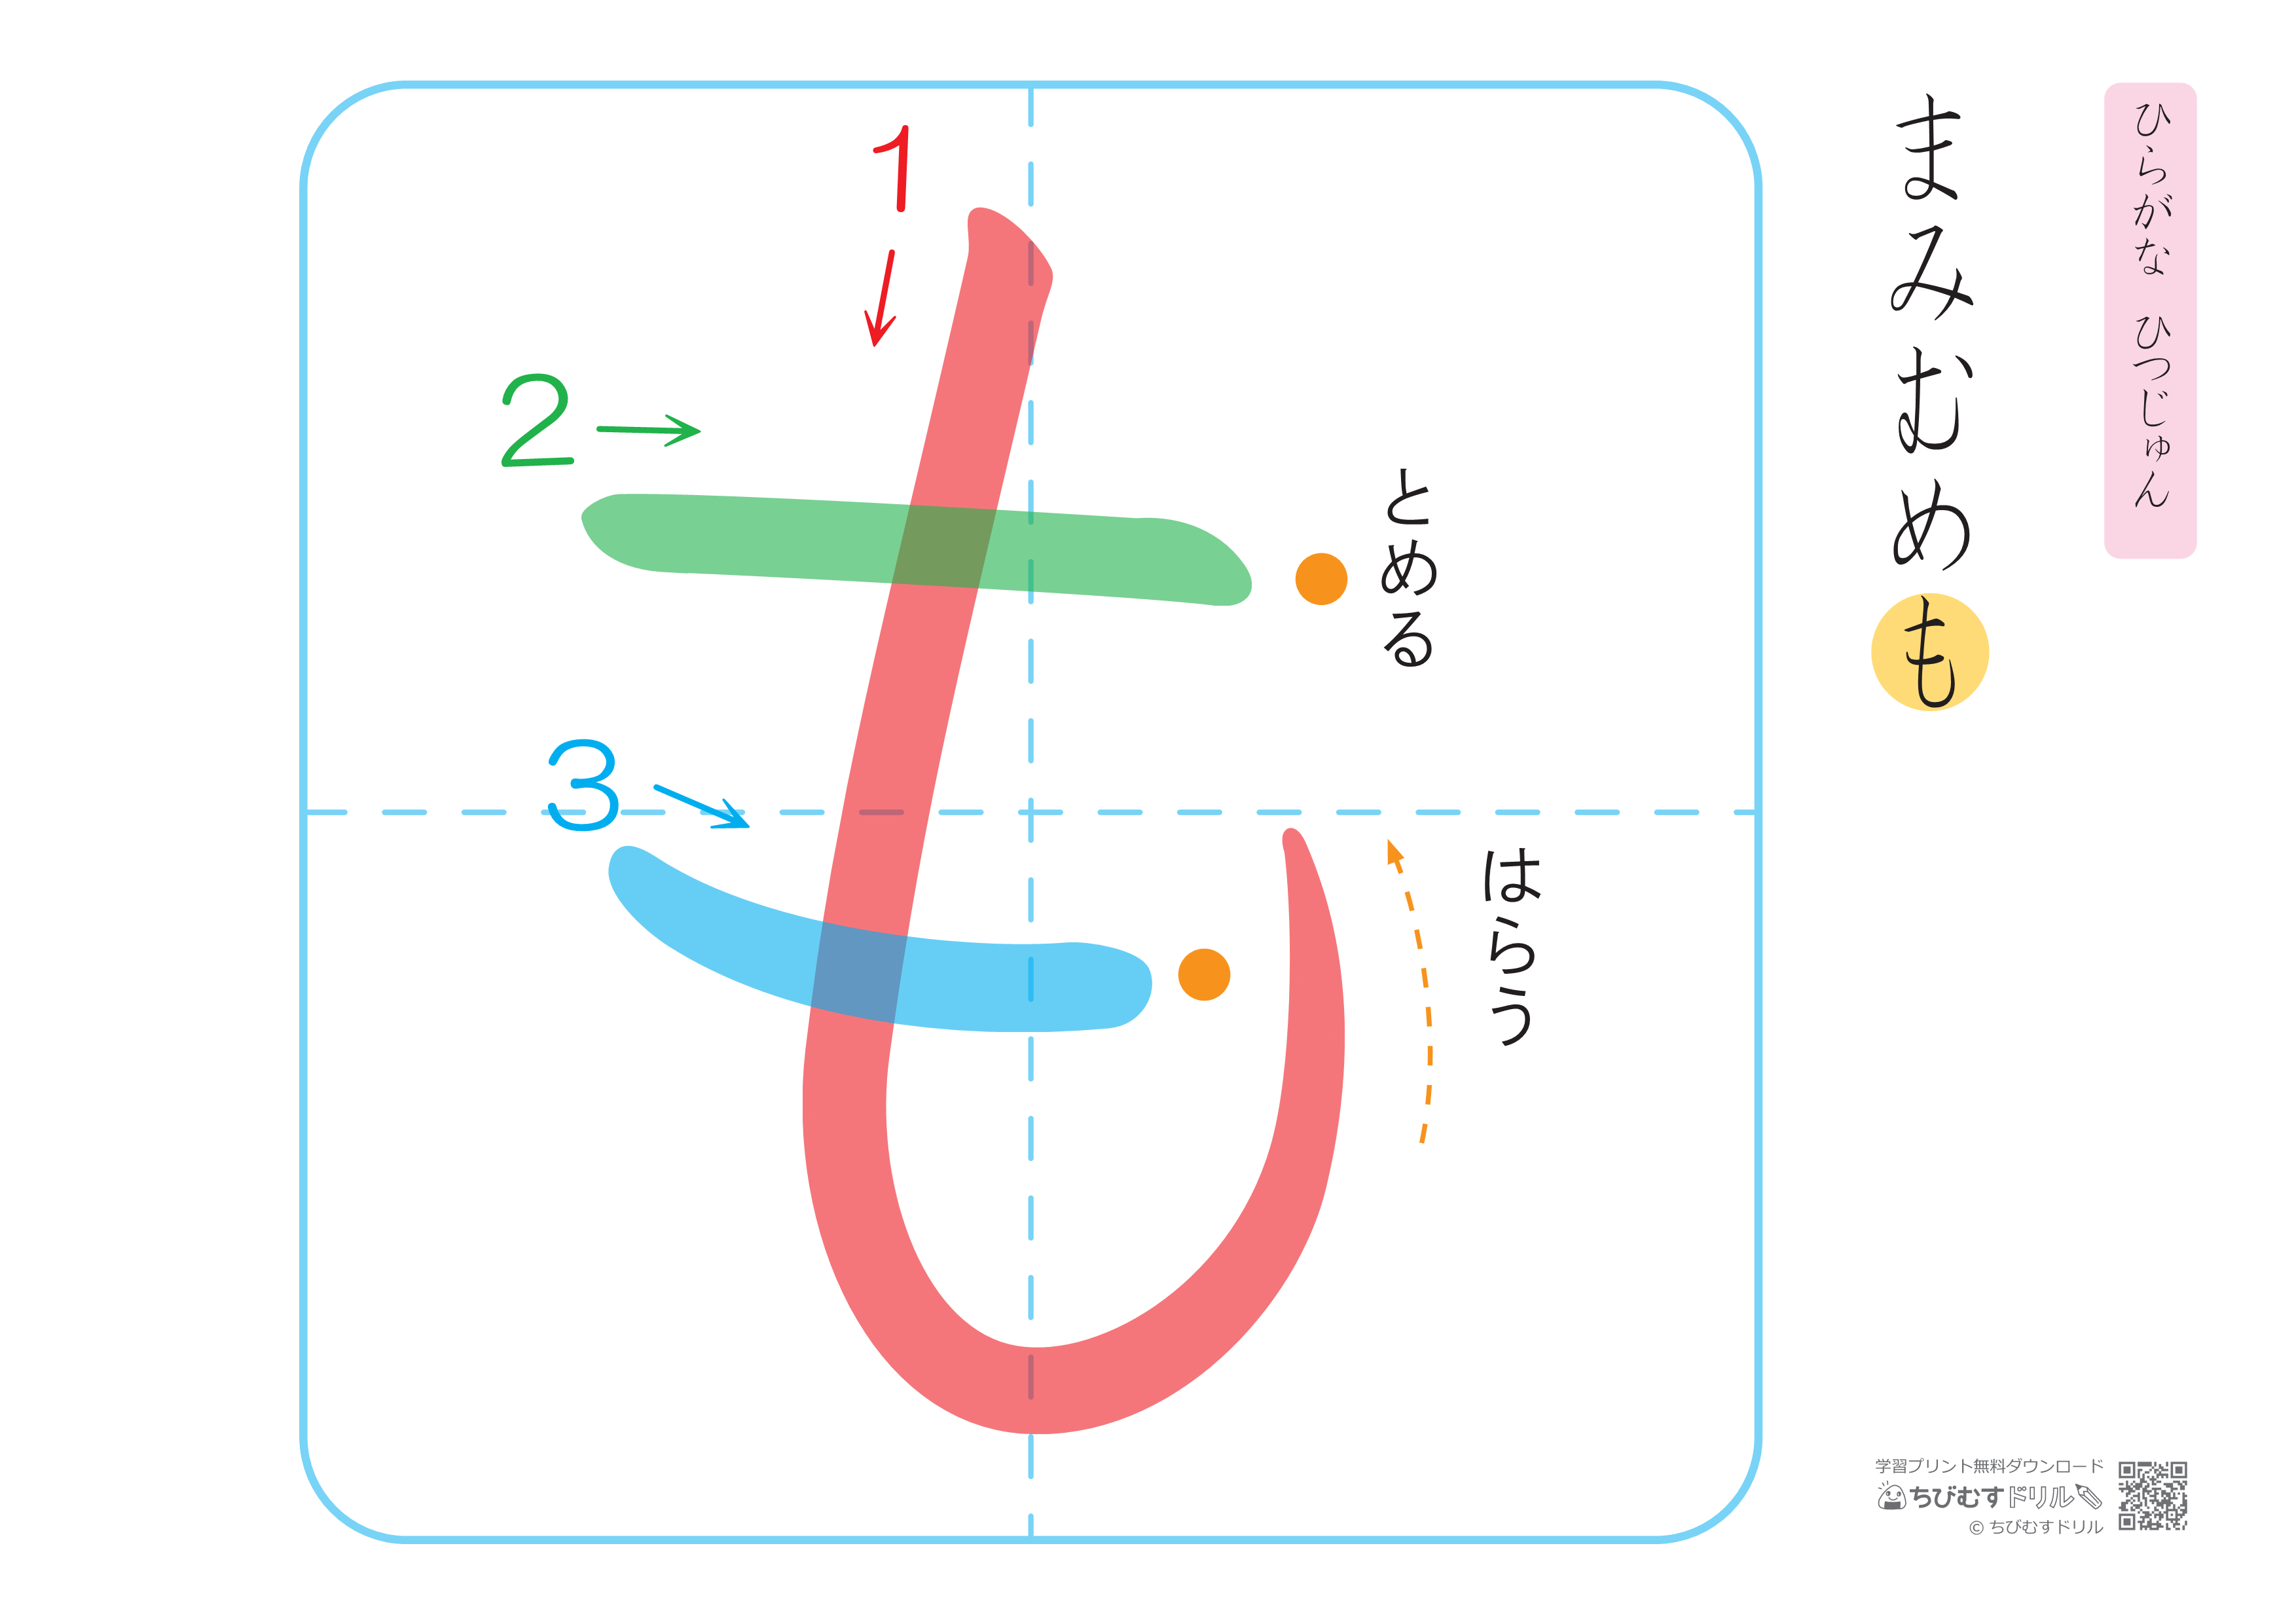 ひらがな ひつじゅん
まみむめも
1
2
とめる
3
はらう
学習プリント無料ダウンロード
ちびむすドリル
© ちびむすドリル